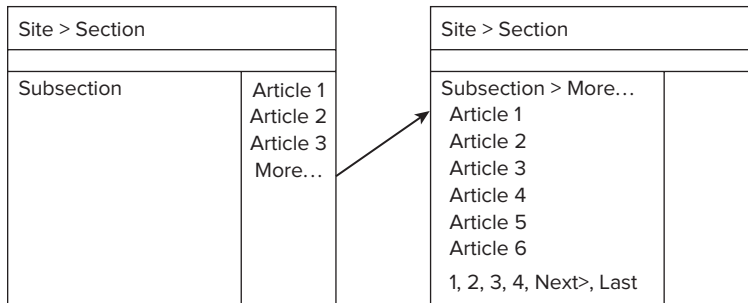 Site > Section
Subsection
Article 1
Article 2
Article 3
More...
Site > Section
Subsection > More...
Article 1
Article 2
Article 3
Article 4
Article 5
Article 6
1, 2, 3, 4, Next>, Last